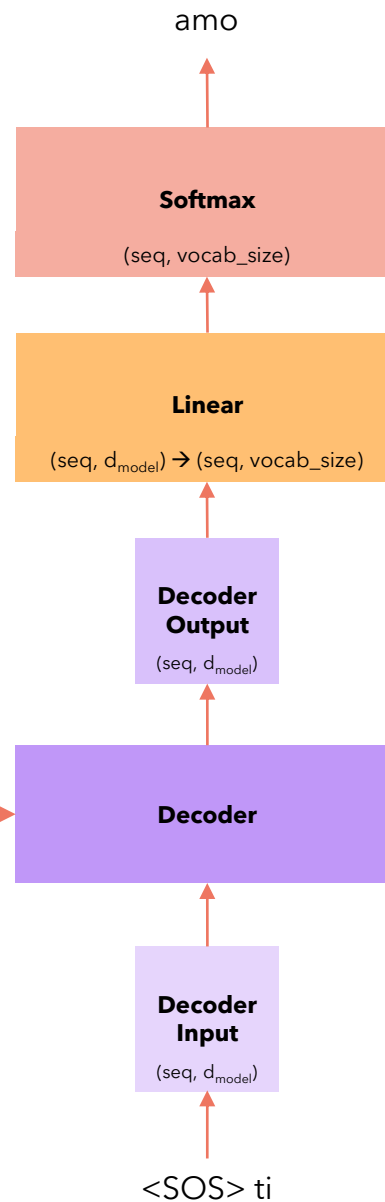 amo
Softmax
(seq, vocab_size)
Linear
(seq, dmodel) → (seq, vocab_size)
Decoder
Output
(seq, dmodel)
Decoder
Decoder
Input
(seq, dmodel)
<SOS> ti